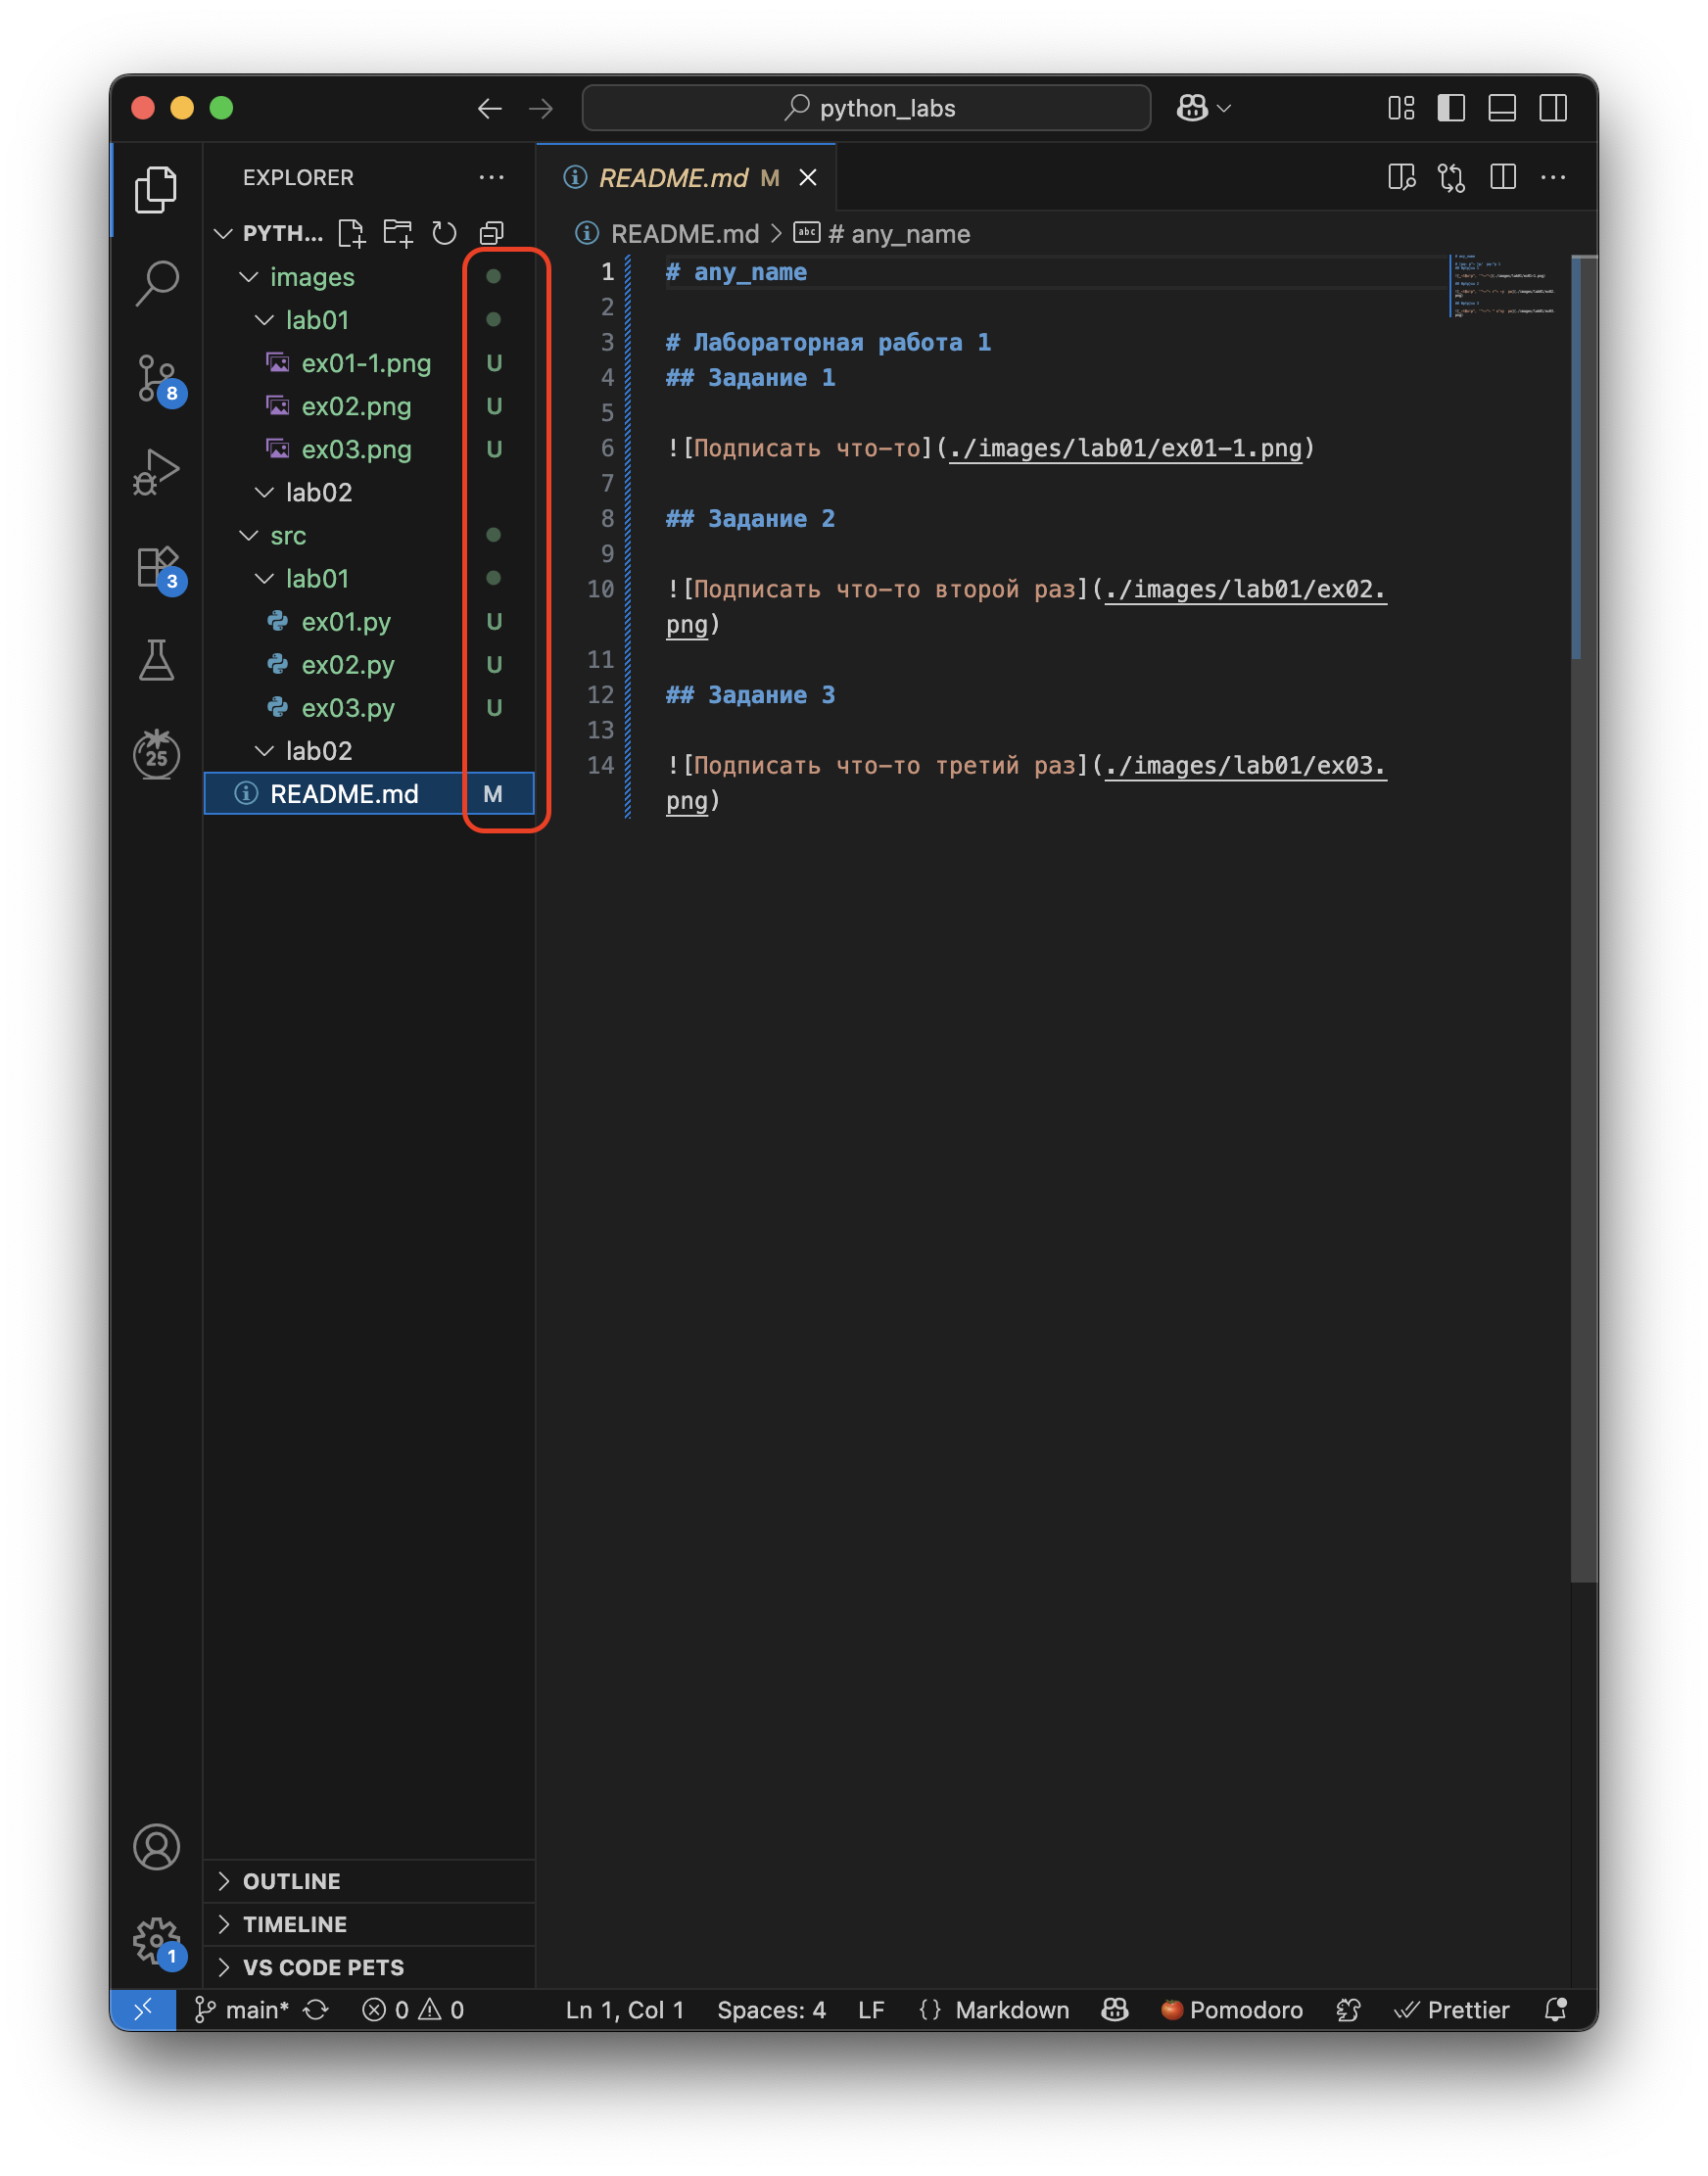 python_labs
EXPLORER
README.md M
PYTH...
README.md > # any_name
images
lab01
ex01-1.png U
ex02.png U
ex03.png U
lab02
src
lab01
ex01.py U
ex02.py U
ex03.py U
lab02
README.md M
8
3
25
1 # any_name
2
3 # Лабораторная работа 1
4 ## Задание 1
5
6 ![Подписать что-то](./images/lab01/ex01-1.png)
7
8 ## Задание 2
9
10 ![Подписать что-то второй раз](./images/lab01/ex02.
png)
11
12 ## Задание 3
13
14 ![Подписать что-то третий раз](./images/lab01/ex03.
png)
OUTLINE
TIMELINE
1
VS CODE PETS
main* 0 0 Ln 1, Col 1 Spaces: 4 LF {} Markdown Pomodoro Prettier